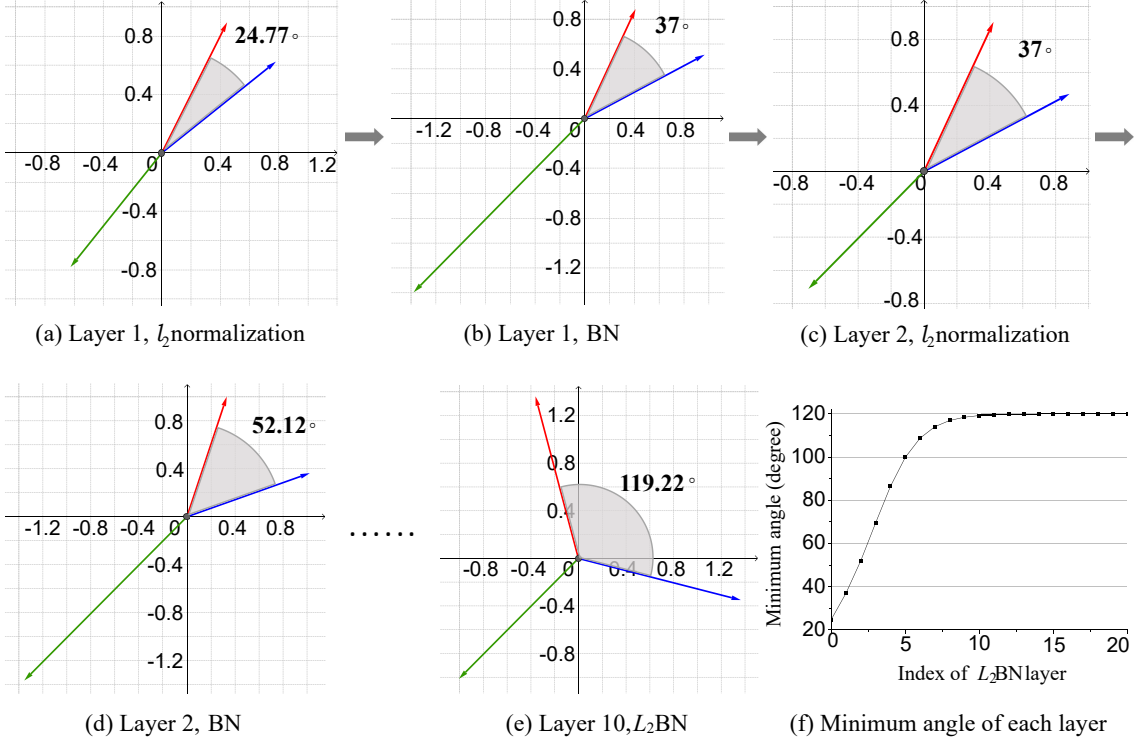 0.8
24.77°
0.4
-0.8 -0.4 0 0.4 0.8 1.2
-0.4
-0.8
(a) Layer 1, l₂normalization
0.8
37°
0.4
-1.2 -0.8 -0.4 0 0.4 0.8
-0.4
-0.8
-1.2
(b) Layer 1, BN
0.8
37°
0.4
-0.8 -0.4 0 0.4 0.8
-0.4
-0.8
(c) Layer 2, l₂normalization
0.8
52.12°
0.4
-1.2 -0.8 -0.4 0 0.4 0.8
-0.4
-0.8
-1.2
(d) Layer 2, BN
......
1.2
0.8
119.22°
0.4
-0.8 -0.4 0 0.4 0.8 1.2
-0.4
-0.8
(e) Layer 10,L₂BN
Minimum angle (degree)
120
100
80
60
40
20
0 5 10 15 20
Index of L₂BNlayer
(f) Minimum angle of each layer